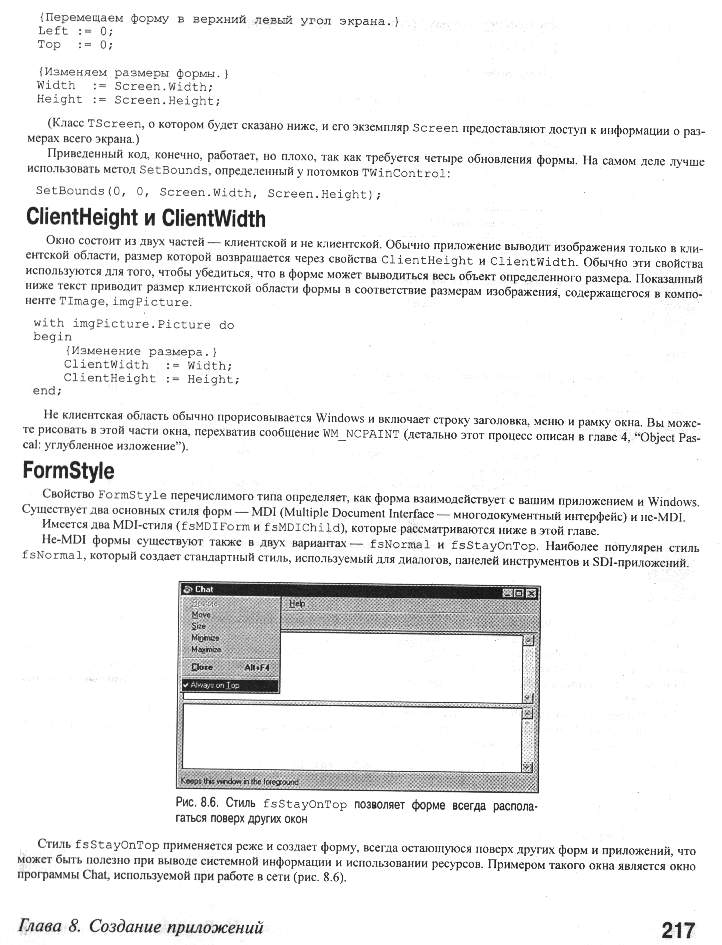 {Перемещаем форму в верхний левый угол экрана.}
Left := 0;
Top := 0;
{Изменяем размеры формы.}
Width := Screen.Width;
Height := Screen.Height;
(Класс TScreen, о котором будет сказано ниже, и его экземпляр Screen предоставляют доступ к информации о раз-
мерах всего экрана.)
Приведенный код, конечно, работает, но плохо, так как требуется четыре обновления формы. На самом деле лучше
использовать метод SetBounds, определенный у потомков TWinControl:
SetBounds(0, 0, Screen.Width, Screen.Height);
ClientHeight и ClientWidth
Окно состоит из двух частей — клиентской и не клиентской. Обычно приложение выводит изображения только в кли-
ентской области, размер которой возвращается через свойства ClientHeight и ClientWidth. Обычно эти свойства
используются для того, чтобы убедиться, что в форме может выводиться весь объект определенного размера. Показанный
ниже текст приводит размер клиентской области формы в соответствие размерам изображения, содержащегося в компо-
ненте TImage, imgPicture.
with imgPicture.Picture do
begin
{Изменение размера.}
ClientWidth := Width;
ClientHeight := Height;
end;
Не клиентская область обычно прорисовывается Windows и включает строку заголовка, меню и рамку окна. Вы може-
те рисовать в этой части окна, перехватив сообщение WM_NCPAINT (детально этот процесс описан в главе 4, “Object Pas-
cal: углубленное изложение”).
FormStyle
Свойство FormStyle перечислимого типа определяет, как форма взаимодействует с вашим приложением и Windows.
Существует два основных стиля форм — MDI (Multiple Document Interface — многодокументный интерфейс) и не-MDI.
Имеется два MDI-стиля (fsMDIForm и fsMDIChild), которые рассматриваются ниже в этой главе.
Не-MDI формы существуют также в двух вариантах — fsNormal и fsStayOnTop. Наиболее популярен стиль
fsNormal, который создает стандартный стиль, используемый для диалогов, панелей инструментов и SDI-приложений.
Chat
Help
Move
Size
Minimize
Maximize
Close Alt+F4
✓ Always on Top
Keeps this window in the foreground
Рис. 8.6. Стиль fsStayOnTop позволяет форме всегда распола-
гаться поверх других окон
Стиль fsStayOnTop применяется реже и создает форму, всегда остающуюся поверх других форм и приложений, что
может быть полезно при выводе системной информации и использовании ресурсов. Примером такого окна является окно
программы Chat, используемой при работе в сети (рис. 8.6).
Глава 8. Создание приложений
217